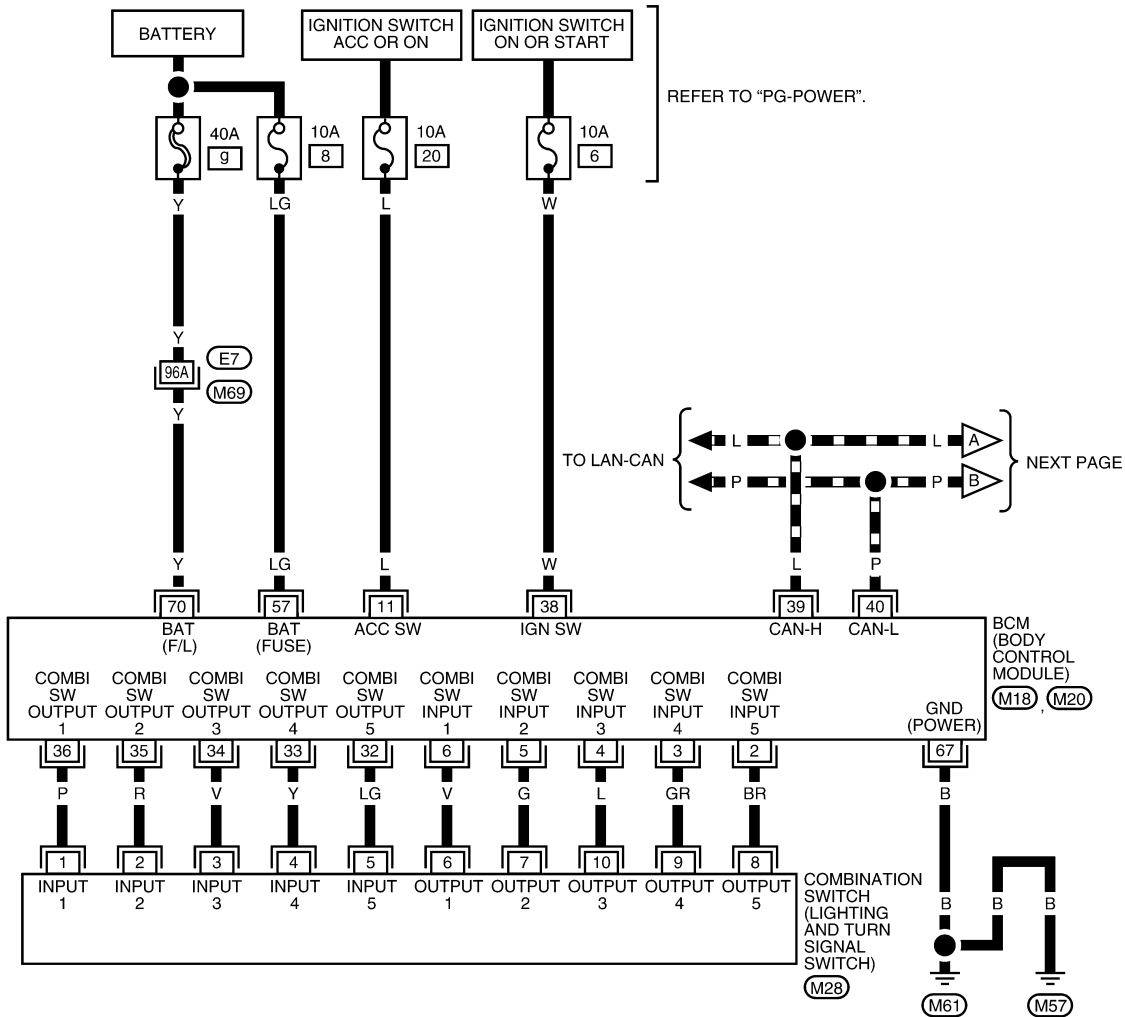 BATTERY
IGNITION SWITCH
ACC OR ON
IGNITION SWITCH
ON OR START
REFER TO “PG-POWER”.
40A
g
10A
8
10A
20
10A
6
Y
LG
L
W
Y
96A
E7
M69
Y
TO LAN-CAN
L
L
A
P
P
B
NEXT PAGE
Y
LG
L
W
L
P
70
57
11
38
39
40
BAT
(F/L)
BAT
(FUSE)
ACC SW
IGN SW
CAN-H
CAN-L
BCM
(BODY
CONTROL
MODULE)
M18 , M20
COMBI
SW
OUTPUT
1
COMBI
SW
OUTPUT
2
COMBI
SW
OUTPUT
3
COMBI
SW
OUTPUT
4
COMBI
SW
OUTPUT
5
COMBI
SW
INPUT
1
COMBI
SW
INPUT
2
COMBI
SW
INPUT
3
COMBI
SW
INPUT
4
COMBI
SW
INPUT
5
GND
(POWER)
36
35
34
33
32
6
5
4
3
2
67
P
R
V
Y
LG
V
G
L
GR
BR
B
1
2
3
4
5
6
7
10
9
8
INPUT
1
INPUT
2
INPUT
3
INPUT
4
INPUT
5
OUTPUT
1
OUTPUT
2
OUTPUT
3
OUTPUT
4
OUTPUT
5
COMBINATION
SWITCH
(LIGHTING
AND TURN
SIGNAL
SWITCH)
M28
B
B
B
M61
M57